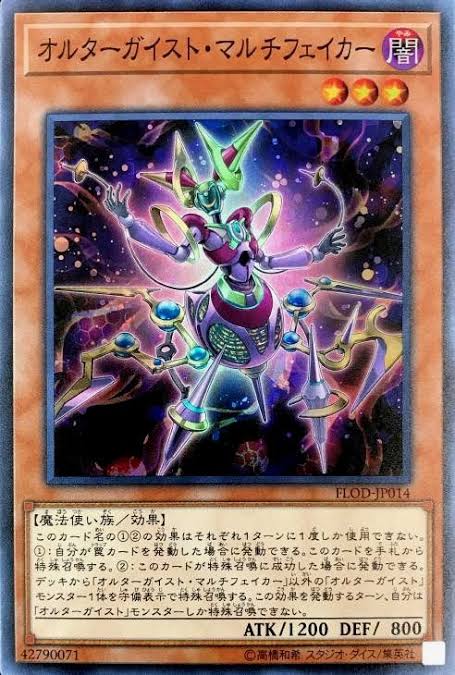 オルターガイスト・マルチフェイカー
やみ
闇
FLOD-JP014
【魔法使い族／効果】
このカード名の①②の効果はそれぞれ１ターンに１度しか使用できない。
①：自分が罠カードを発動した場合に発動できる。このカードを手札から
特殊召喚する。②：このカードが特殊召喚に成功した場合に発動できる。
デッキから「オルターガイスト・マルチフェイカー」以外の「オルターガイスト」
モンスター１体を守備表示で特殊召喚する。この効果を発動するターン、自分は
「オルターガイスト」モンスターしか特殊召喚できない。
ATK/1200 DEF/ 800
42790071
©高橋和希 スタジオ・ダイス/集英社